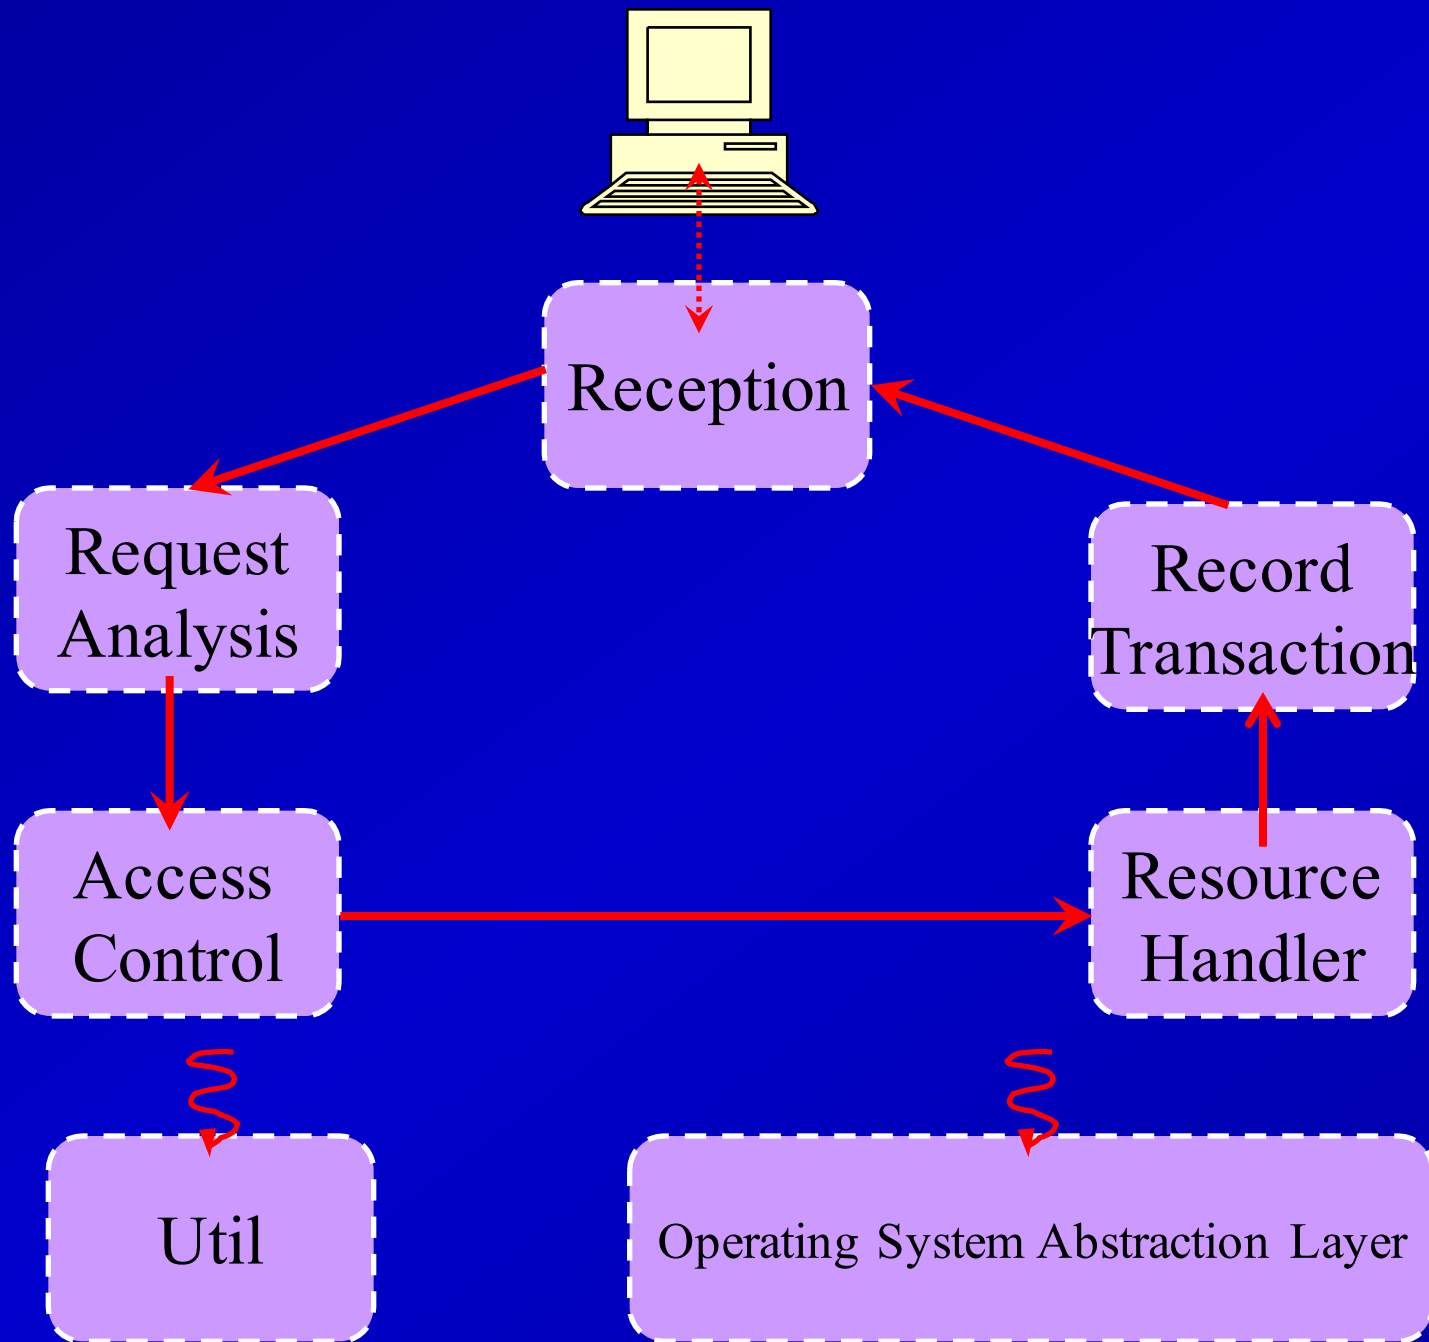 Reception
Request
Analysis
Record
Transaction
Access
Control
Resource
Handler
Util
Operating System Abstraction Layer